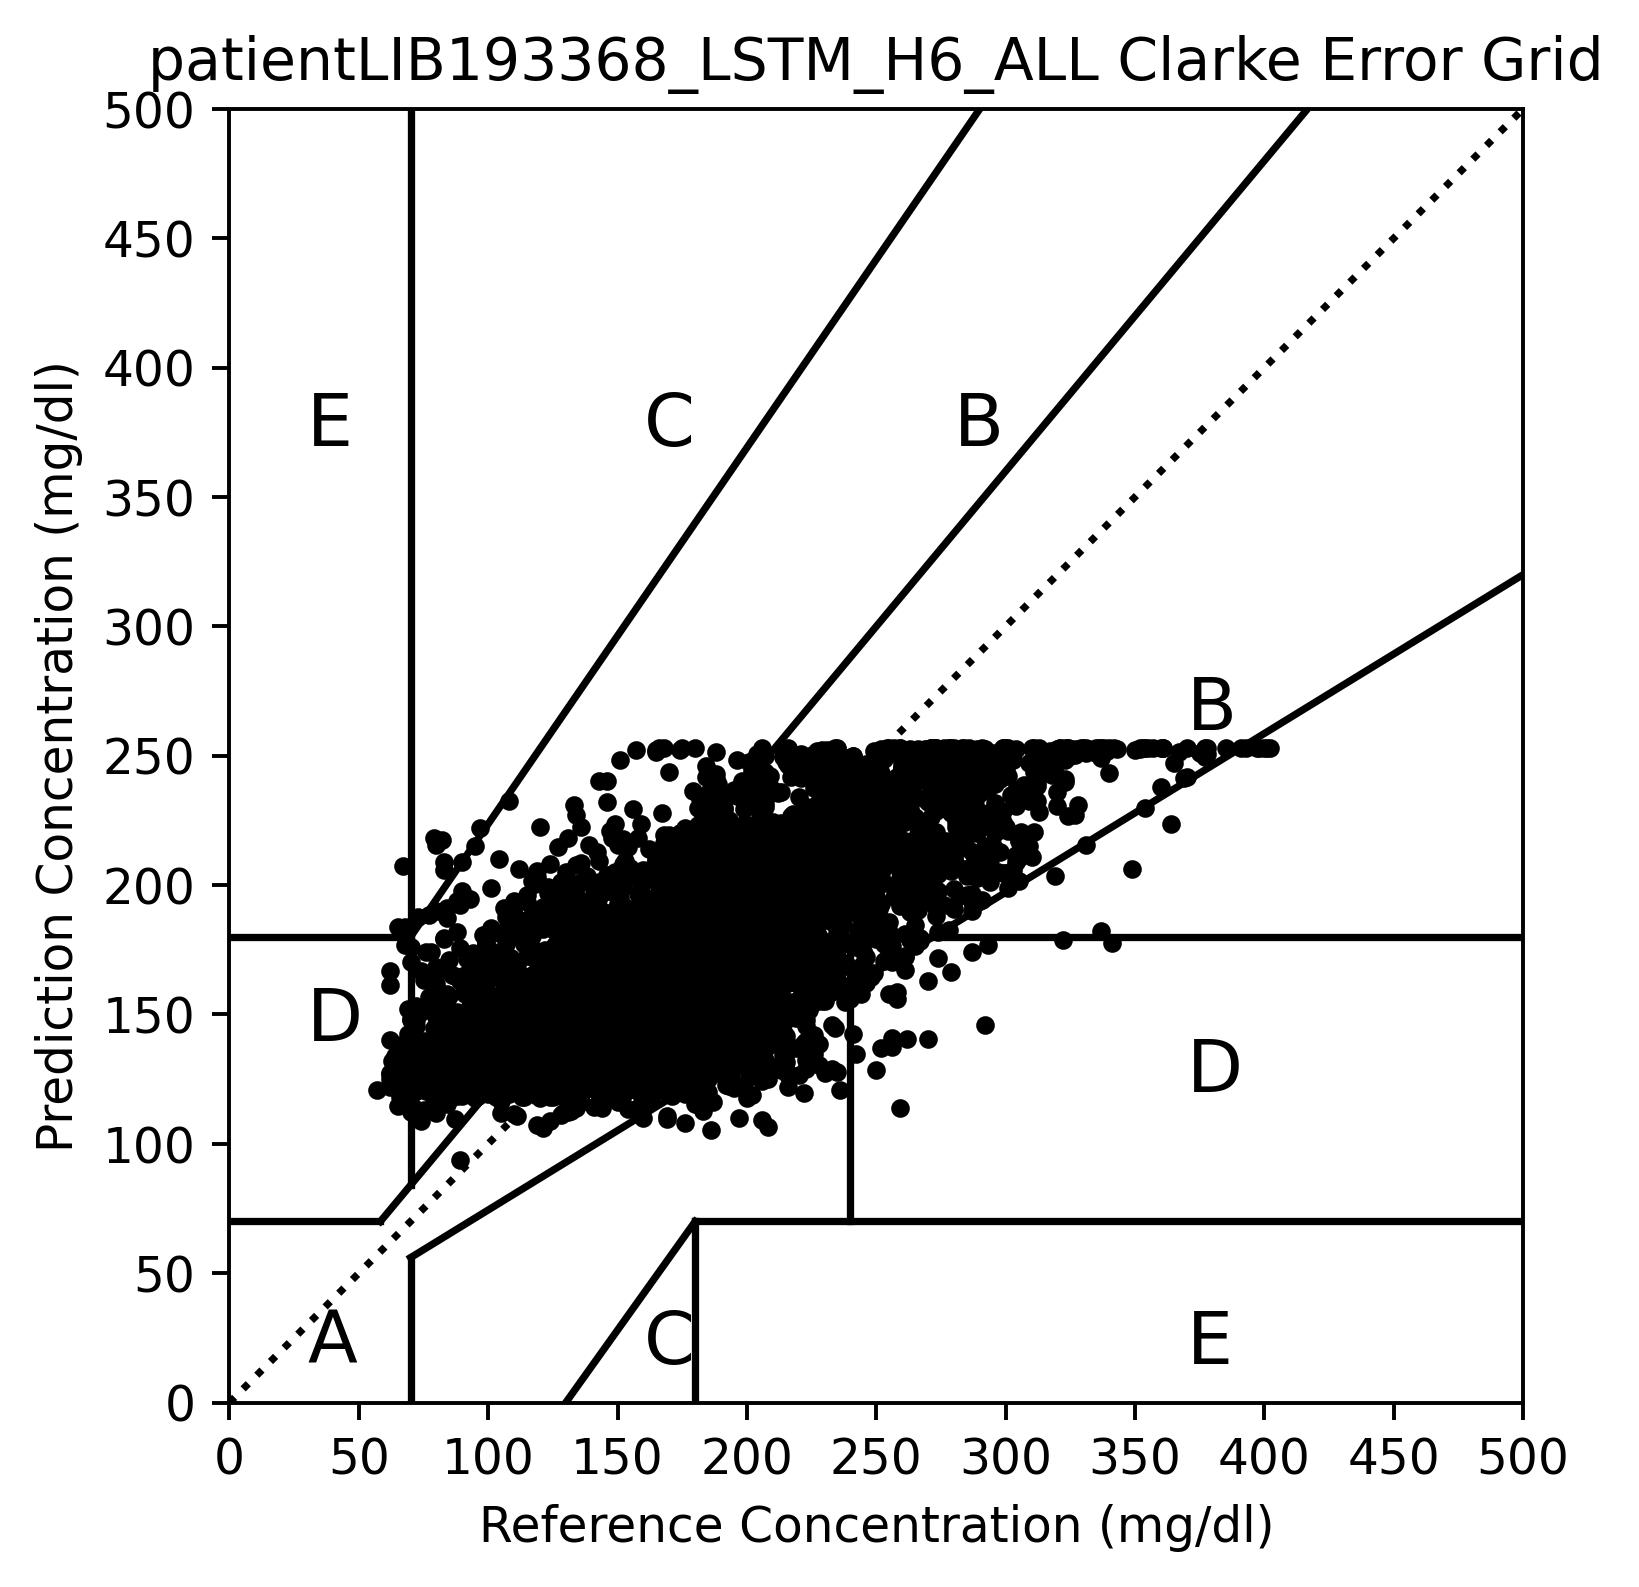 patientLIB193368_LSTM_H6_ALL Clarke Error Grid
500
450
400
350
300
250
200
150
100
50
0
Prediction Concentration (mg/dl)
E
C
B
B
D
D
A
C
E
0 50 100 150 200 250 300 350 400 450 500
Reference Concentration (mg/dl)